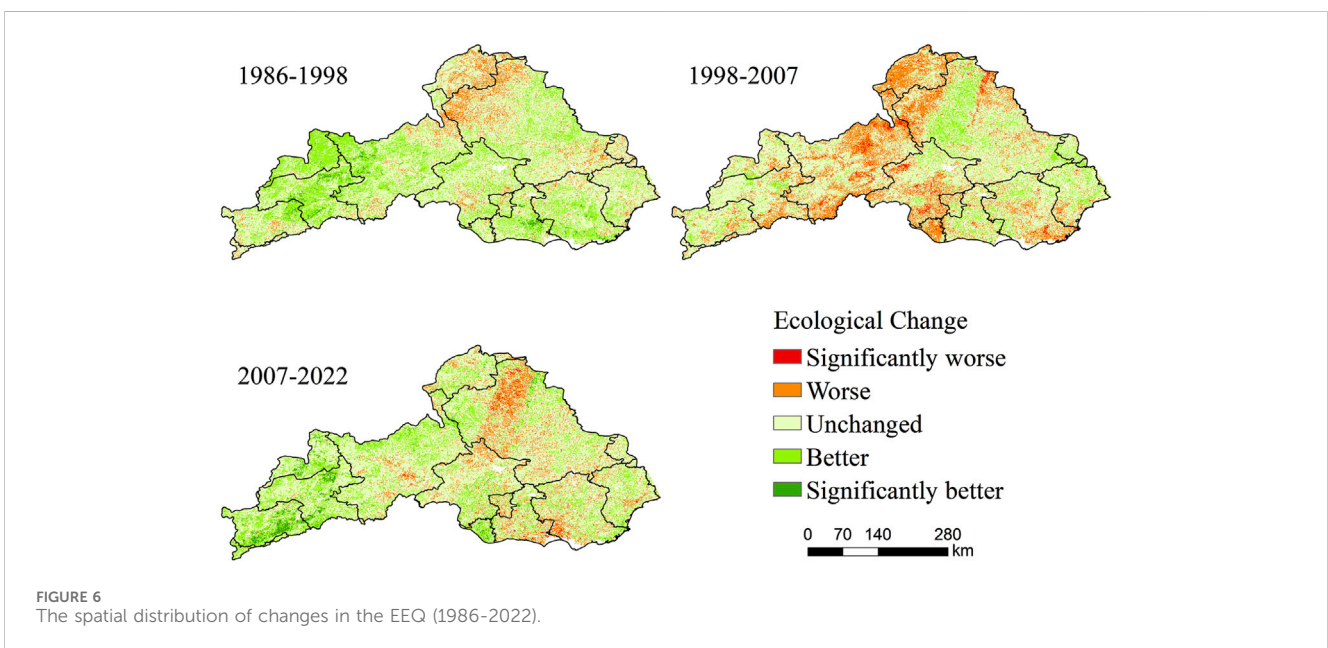 1986-1998
1998-2007
2007-2022
Ecological Change
Significantly worse
Worse
Unchanged
Better
Significantly better
0 70 140 280
km
FIGURE 6
The spatial distribution of changes in the EEQ (1986-2022).